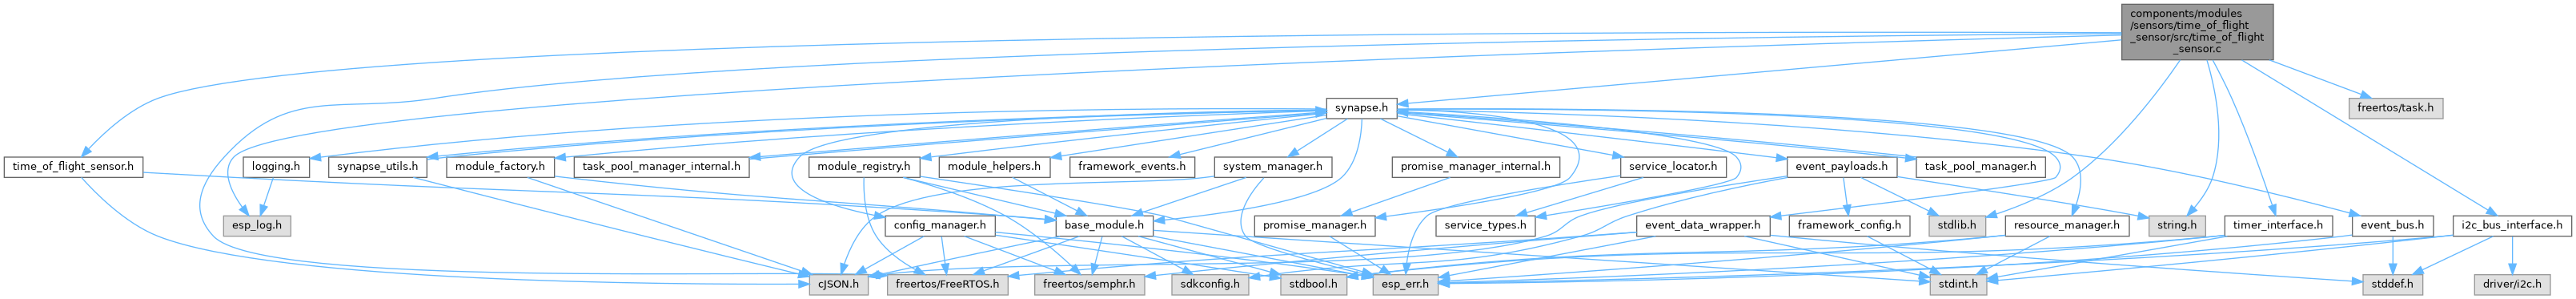 components/modules
/sensors/time_of_flight
_sensor/src/time_of_flight
_sensor.c
synapse.h
freertos/task.h
time_of_flight_sensor.h
logging.h
synapse_utils.h
module_factory.h
task_pool_manager_internal.h
module_registry.h
module_helpers.h
framework_events.h
system_manager.h
promise_manager_internal.h
service_locator.h
event_payloads.h
task_pool_manager.h
esp_log.h
config_manager.h
base_module.h
promise_manager.h
service_types.h
event_data_wrapper.h
framework_config.h
stdlib.h
resource_manager.h
string.h
timer_interface.h
event_bus.h
i2c_bus_interface.h
cJSON.h
freertos/FreeRTOS.h
freertos/semphr.h
sdkconfig.h
stdbool.h
esp_err.h
stdint.h
stddef.h
driver/i2c.h